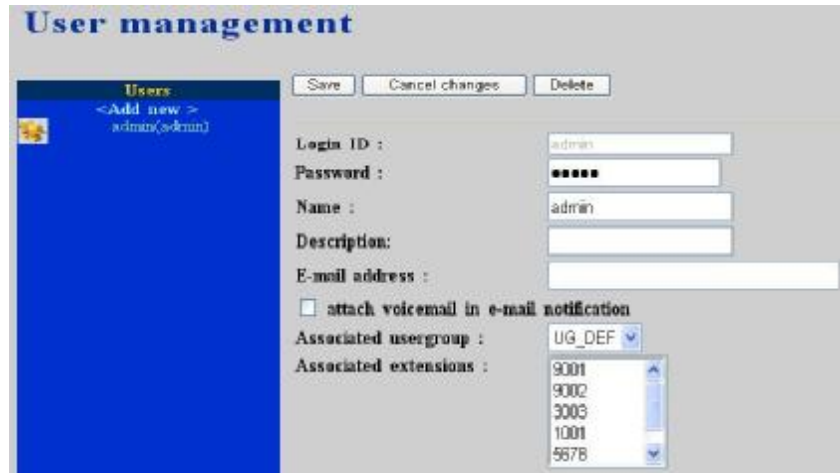 User management
Users
<Add new >
admin(admin)
Save
Cancel changes
Delete
Login ID :
admin
Password :
●●●●●
Name :
admin
Description:
E-mail address :
attach voicemail in e-mail notification
Associated usergroup :
UG_DEF
Associated extensions :
9001
9002
3003
1001
5678